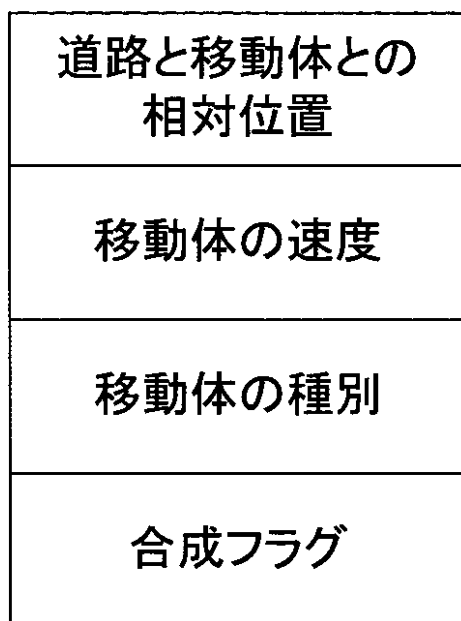 道路と移動体との
相対位置
移動体の速度
移動体の種別
合成フラグ